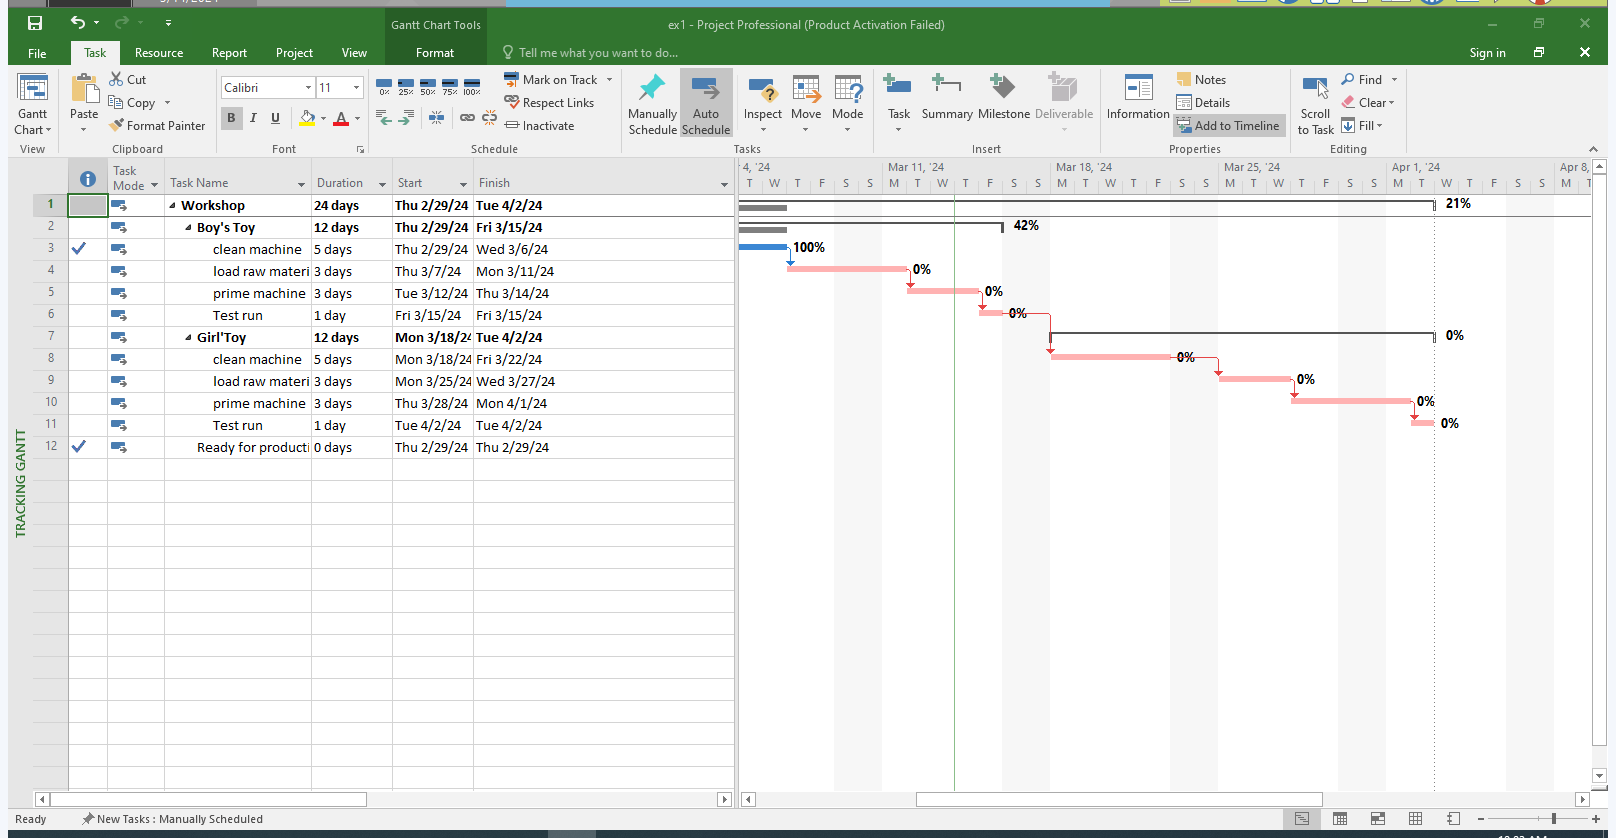 Gantt Chart Tools
ex1 - Project Professional (Product Activation Failed)
File Task Resource Report Project View Format Tell me what you want to do... Sign in
Gantt Chart
View
Paste
Cut
Copy
Format Painter
Clipboard
Calibri 11
B I U A
Font
0% 25% 50% 75% 100%
Mark on Track
Respect Links
Inactivate
Schedule
Manually Schedule
Auto Schedule
Inspect
Move
Mode
Tasks
Task
Summary
Milestone
Deliverable
Insert
Information
Notes
Details
Add to Timeline
Properties
Scroll to Task
Find
Clear
Fill
Editing
Task Mode Task Name Duration Start Finish
4, '24 Mar 11, '24 Mar 18, '24 Mar 25, '24 Apr 1, '24 Apr 8,
T W T F S S M T W T F S S M T W T F S S M T W T F S S M T W T F S S M T
1 Workshop 24 days Thu 2/29/24 Tue 4/2/24 21%
2 Boy's Toy 12 days Thu 2/29/24 Fri 3/15/24 42%
3 clean machine 5 days Thu 2/29/24 Wed 3/6/24 100%
4 load raw materi 3 days Thu 3/7/24 Mon 3/11/24 0%
5 prime machine 3 days Tue 3/12/24 Thu 3/14/24 0%
6 Test run 1 day Fri 3/15/24 Fri 3/15/24 0%
7 Girl'Toy 12 days Mon 3/18/24 Tue 4/2/24 0%
8 clean machine 5 days Mon 3/18/24 Fri 3/22/24 0%
9 load raw materi 3 days Mon 3/25/24 Wed 3/27/24 0%
10 prime machine 3 days Thu 3/28/24 Mon 4/1/24 0%
11 Test run 1 day Tue 4/2/24 Tue 4/2/24 0%
12 Ready for producti 0 days Thu 2/29/24 Thu 2/29/24
TRACKING GANTT
Ready New Tasks : Manually Scheduled